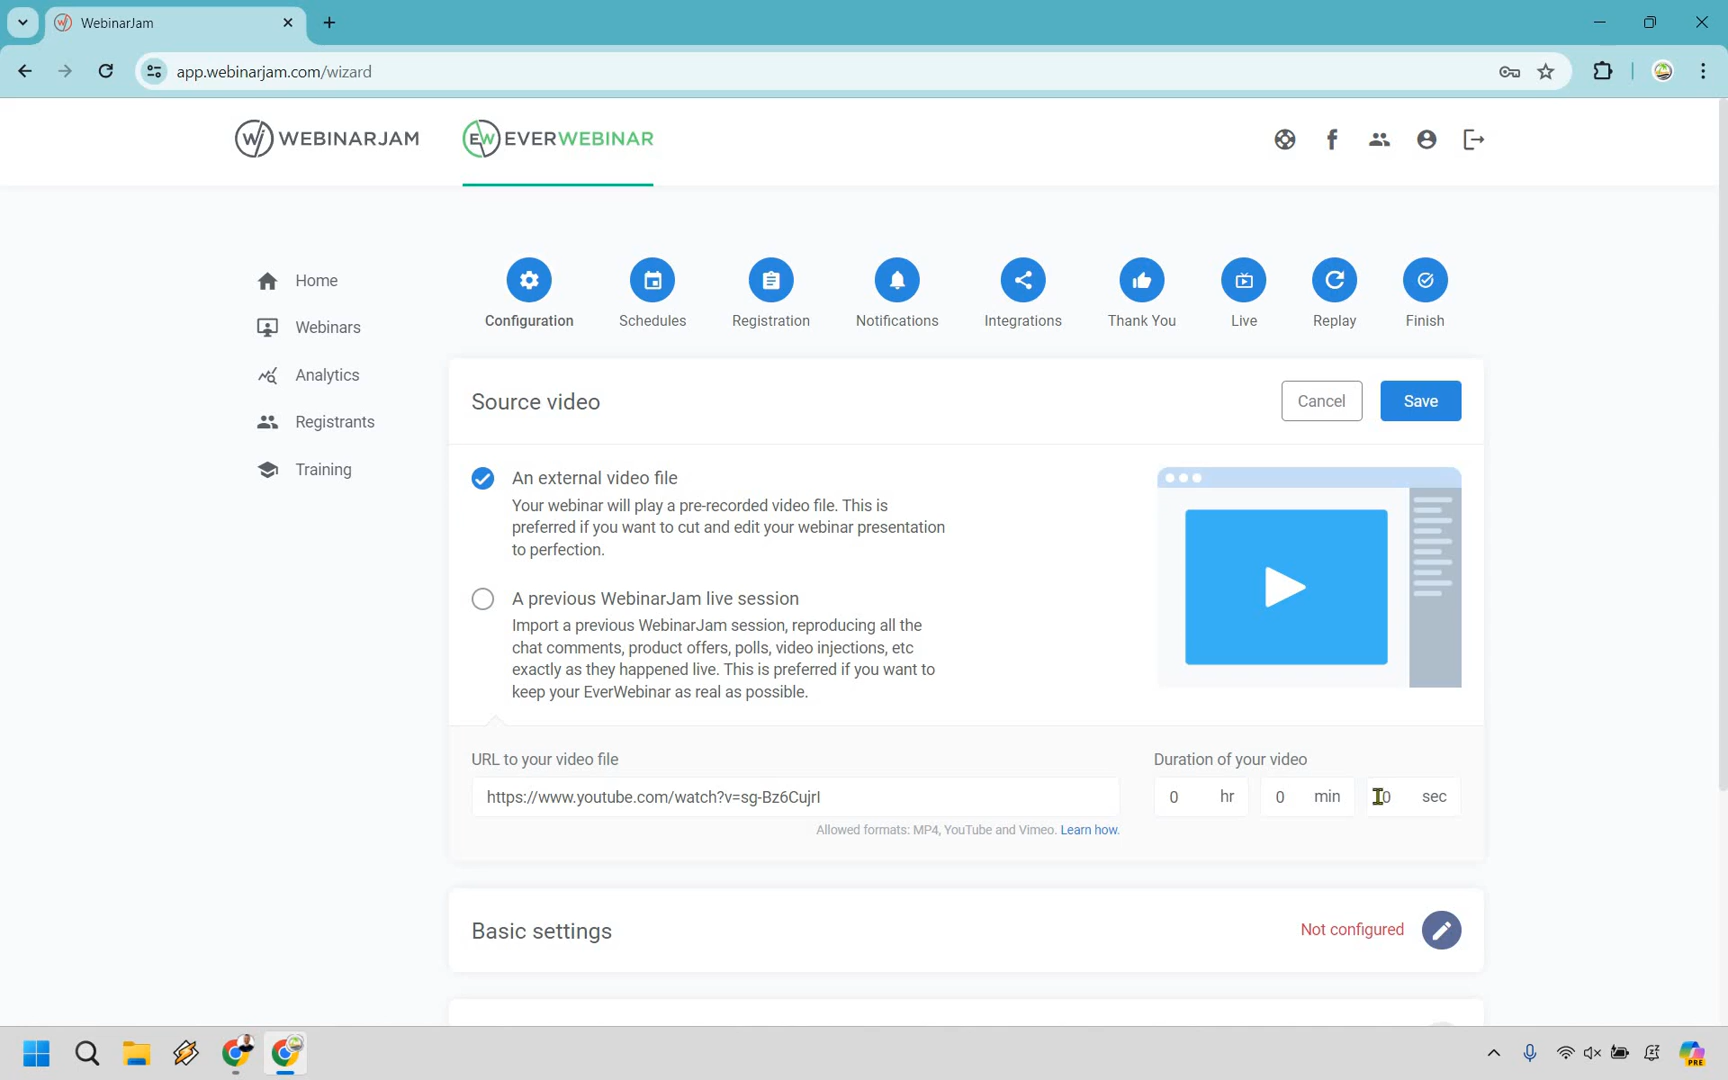 WebinarJam
app.webinarjam.com/wizard
WEBINARJAM
EVERWEBINAR
Home
Webinars
Analytics
Registrants
Training
Configuration
Schedules
Registration
Notifications
Integrations
Thank You
Live
Replay
Finish
Source video
Cancel
Save
An external video file
Your webinar will play a pre-recorded video file. This is
preferred if you want to cut and edit your webinar presentation
to perfection.
A previous WebinarJam live session
Import a previous WebinarJam session, reproducing all the
chat comments, product offers, polls, video injections, etc
exactly as they happened live. This is preferred if you want to
keep your EverWebinar as real as possible.
URL to your video file
https://www.youtube.com/watch?v=sg-Bz6CujrI
Allowed formats: MP4, YouTube and Vimeo. Learn how.
Duration of your video
0 hr
0 min
0 sec
Basic settings
Not configured
PRE